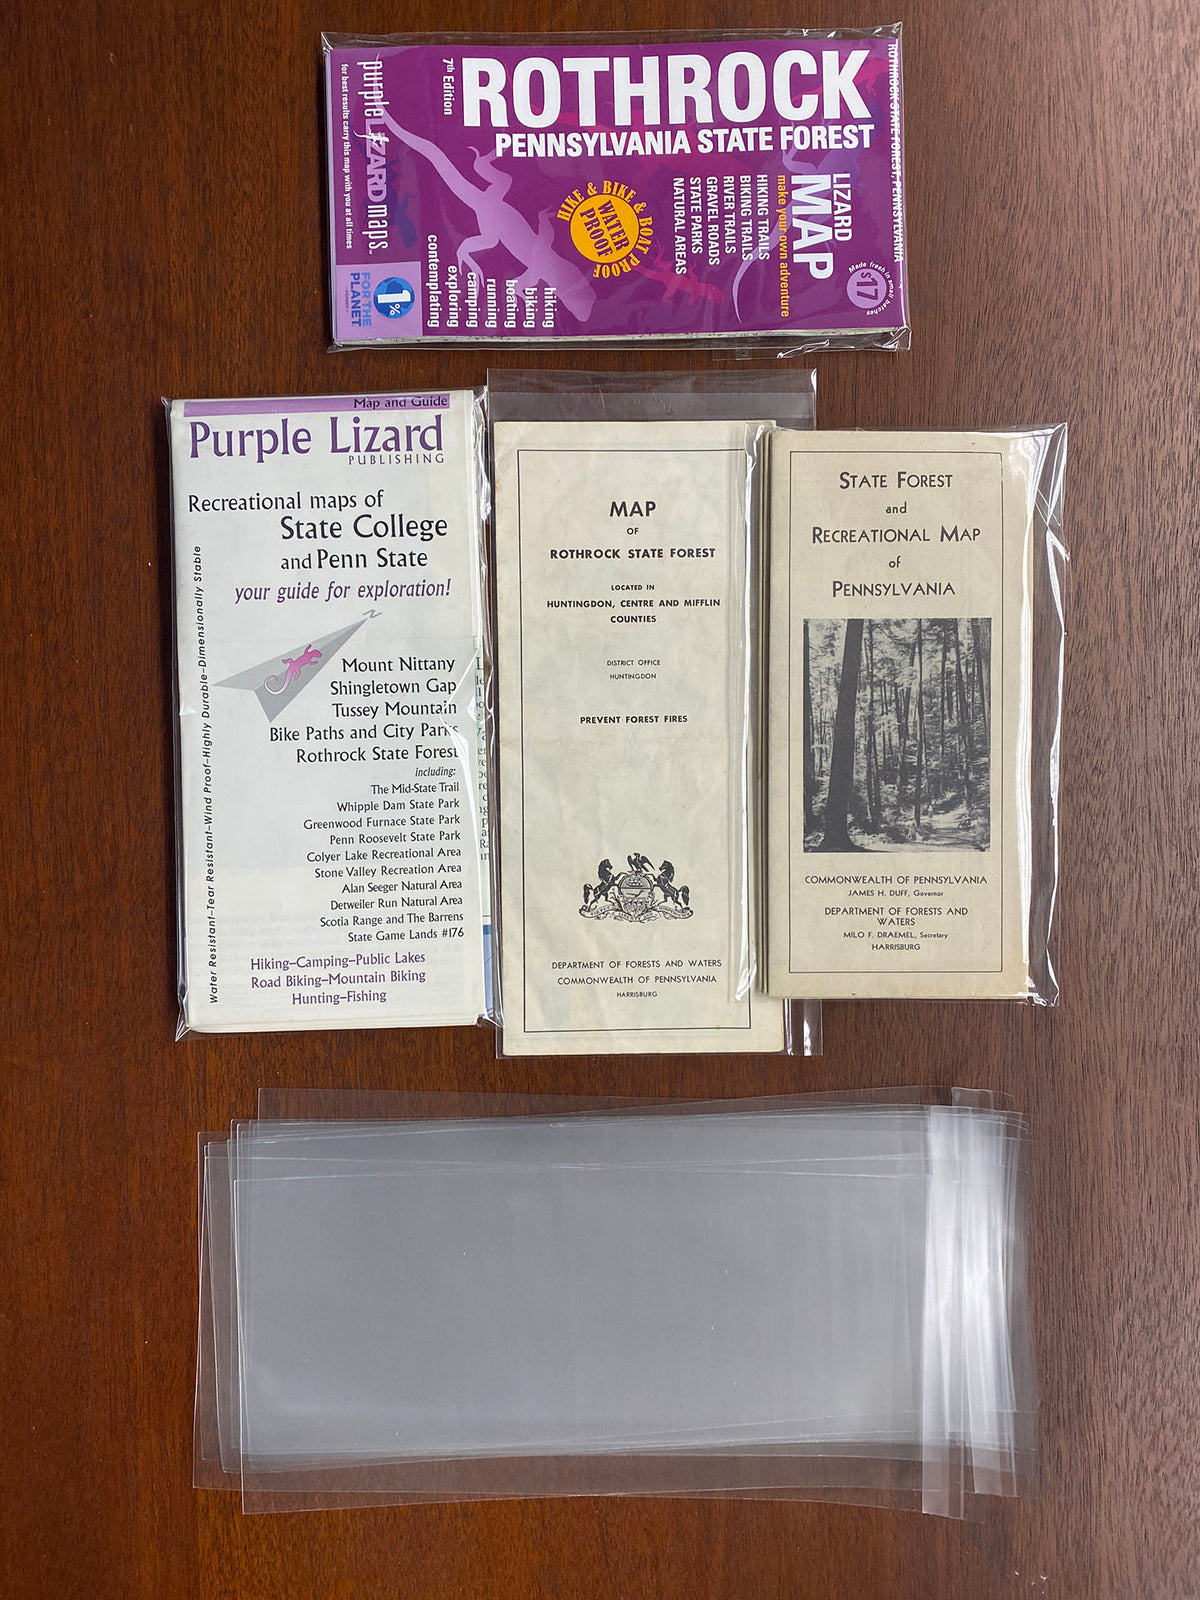 ROTHROCK
PENNSYLVANIA STATE FOREST
7th Edition
purple LIZARD maps
for best results carry this map with you at all times
LIZARD
MAP
make your own adventure
HIKING TRAILS
BIKING TRAILS
RIVER TRAILS
GRAVEL ROADS
STATE PARKS
NATURAL AREAS
HIKE & BIKE & BOAT PROOF
WATER
PROOF
hiking
biking
boating
running
camping
exploring
contemplating
1%
FOR THE
PLANET
Made fresh in small batches
$17
ROTHROCK STATE FOREST, PENNSYLVANIA
Map and Guide
Purple Lizard
PUBLISHING
Recreational maps of
State College
and Penn State
your guide for exploration!
Water Resistant–Tear Resistant–Wind Proof–Highly Durable–Dimensionally Stable
Mount Nittany
Shingletown Gap
Tussey Mountain
Bike Paths and City Parks
Rothrock State Forest
including:
The Mid-State Trail
Whipple Dam State Park
Greenwood Furnace State Park
Penn Roosevelt State Park
Colyer Lake Recreational Area
Stone Valley Recreation Area
Alan Seeger Natural Area
Detweiler Run Natural Area
Scotia Range and The Barrens
State Game Lands #176
Hiking–Camping–Public Lakes
Road Biking–Mountain Biking
Hunting–Fishing
MAP
OF
ROTHROCK STATE FOREST
LOCATED IN
HUNTINGDON, CENTRE AND MIFFLIN
COUNTIES
DISTRICT OFFICE
HUNTINGDON
PREVENT FOREST FIRES
DEPARTMENT OF FORESTS AND WATERS
COMMONWEALTH OF PENNSYLVANIA
HARRISBURG
STATE FOREST
and
RECREATIONAL MAP
of
PENNSYLVANIA
COMMONWEALTH OF PENNSYLVANIA
JAMES H. DUFF, Governor
DEPARTMENT OF FORESTS AND
WATERS
MILO F. DRAEMEL, Secretary
HARRISBURG